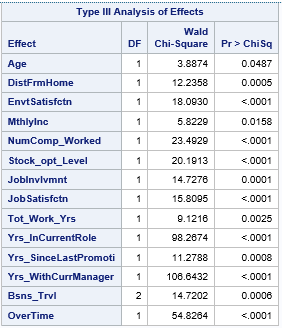 Type III Analysis of Effects
Effect DF Wald Chi-Square Pr > ChiSq
Age 1 3.8874 0.0487
DistFrmHome 1 12.2358 0.0005
EnvtSatisfctn 1 18.0930 <.0001
MthlyInc 1 5.8229 0.0158
NumComp_Worked 1 23.4929 <.0001
Stock_opt_Level 1 20.1913 <.0001
JobInvlvmnt 1 14.7276 0.0001
JobSatisfctn 1 15.8095 <.0001
Tot_Work_Yrs 1 9.1216 0.0025
Yrs_InCurrentRole 1 98.2674 <.0001
Yrs_SinceLastPromoti 1 11.2788 0.0008
Yrs_WithCurrManager 1 106.6432 <.0001
Bsns_Trvl 2 14.7202 0.0006
OverTime 1 54.8264 <.0001